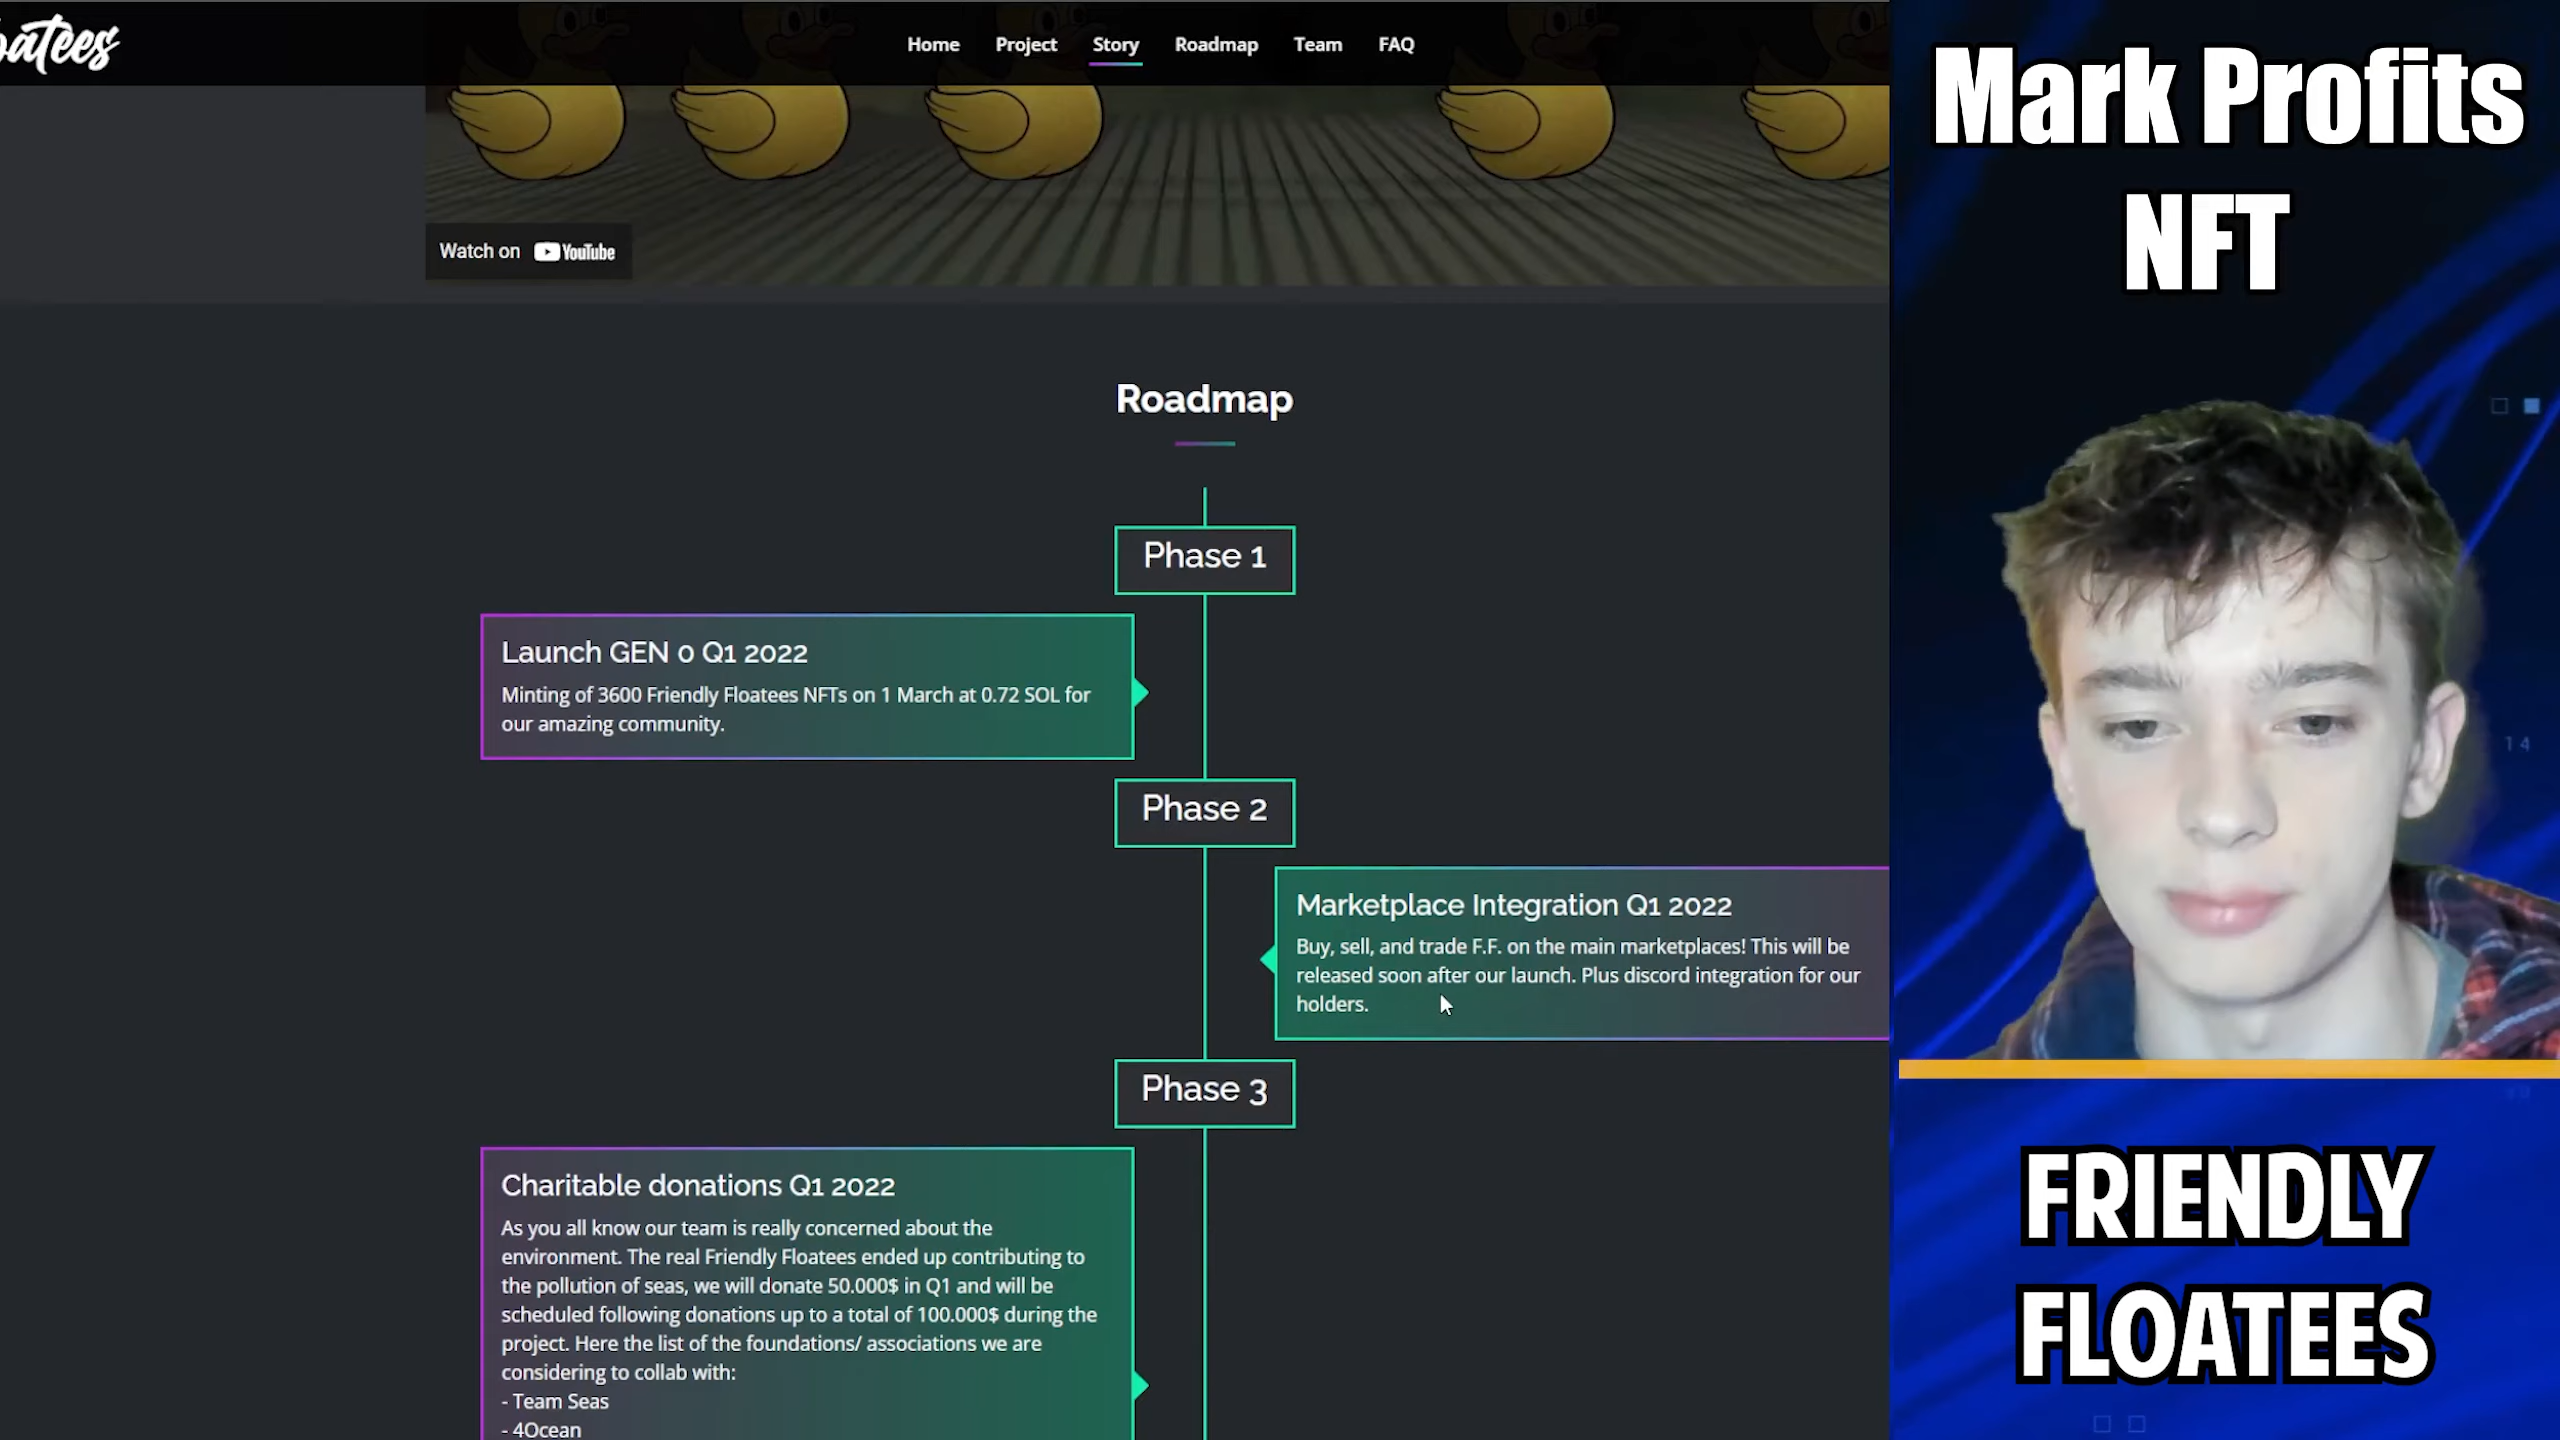 Home Project Story Roadmap Team FAQ
Watch on YouTube
Roadmap
Phase 1
Launch GEN 0 Q1 2022
Minting of 3600 Friendly Floatees NFTs on 1 March at 0.72 SOL for
our amazing community.
Phase 2
Marketplace Integration Q1 2022
Buy, sell, and trade F.F. on the main marketplaces! This will be
released soon after our launch. Plus discord integration for our
holders.
Phase 3
Charitable donations Q1 2022
As you all know our team is really concerned about the
environment. The real Friendly Floatees ended up contributing to
the pollution of seas, we will donate 50.000$ in Q1 and will be
scheduled following donations up to a total of 100.000$ during the
project. Here the list of the foundations/ associations we are
considering to collab with:
- Team Seas
- 4Ocean
Mark Profits
NFT
14
FRIENDLY
FLOATEES